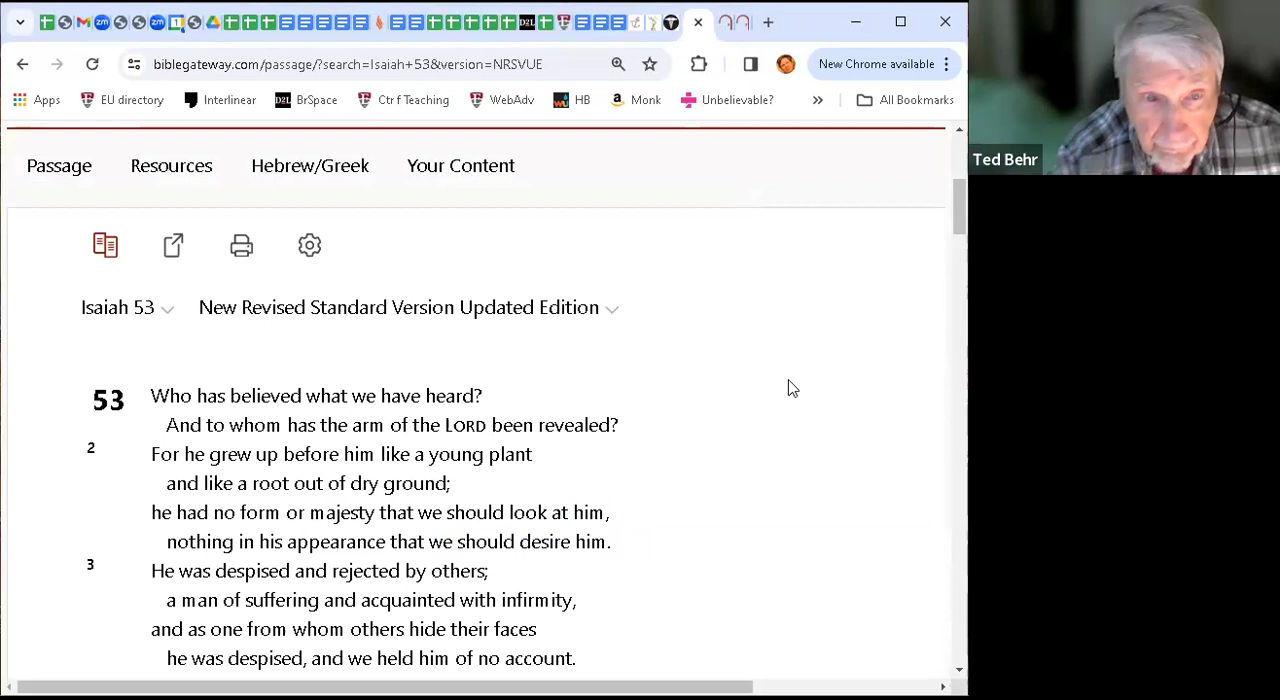 biblegateway.com/passage/?search=Isaiah+53&version=NRSVUE
New Chrome available
Apps
EU directory
Interlinear
D2L BrSpace
Ctr f Teaching
WebAdv
HB
Monk
Unbelievable?
All Bookmarks
Ted Behr
Passage
Resources
Hebrew/Greek
Your Content
Isaiah 53
New Revised Standard Version Updated Edition
53 Who has believed what we have heard?
And to whom has the arm of the LORD been revealed?
2 For he grew up before him like a young plant
and like a root out of dry ground;
he had no form or majesty that we should look at him,
nothing in his appearance that we should desire him.
3 He was despised and rejected by others;
a man of suffering and acquainted with infirmity,
and as one from whom others hide their faces
he was despised, and we held him of no account.